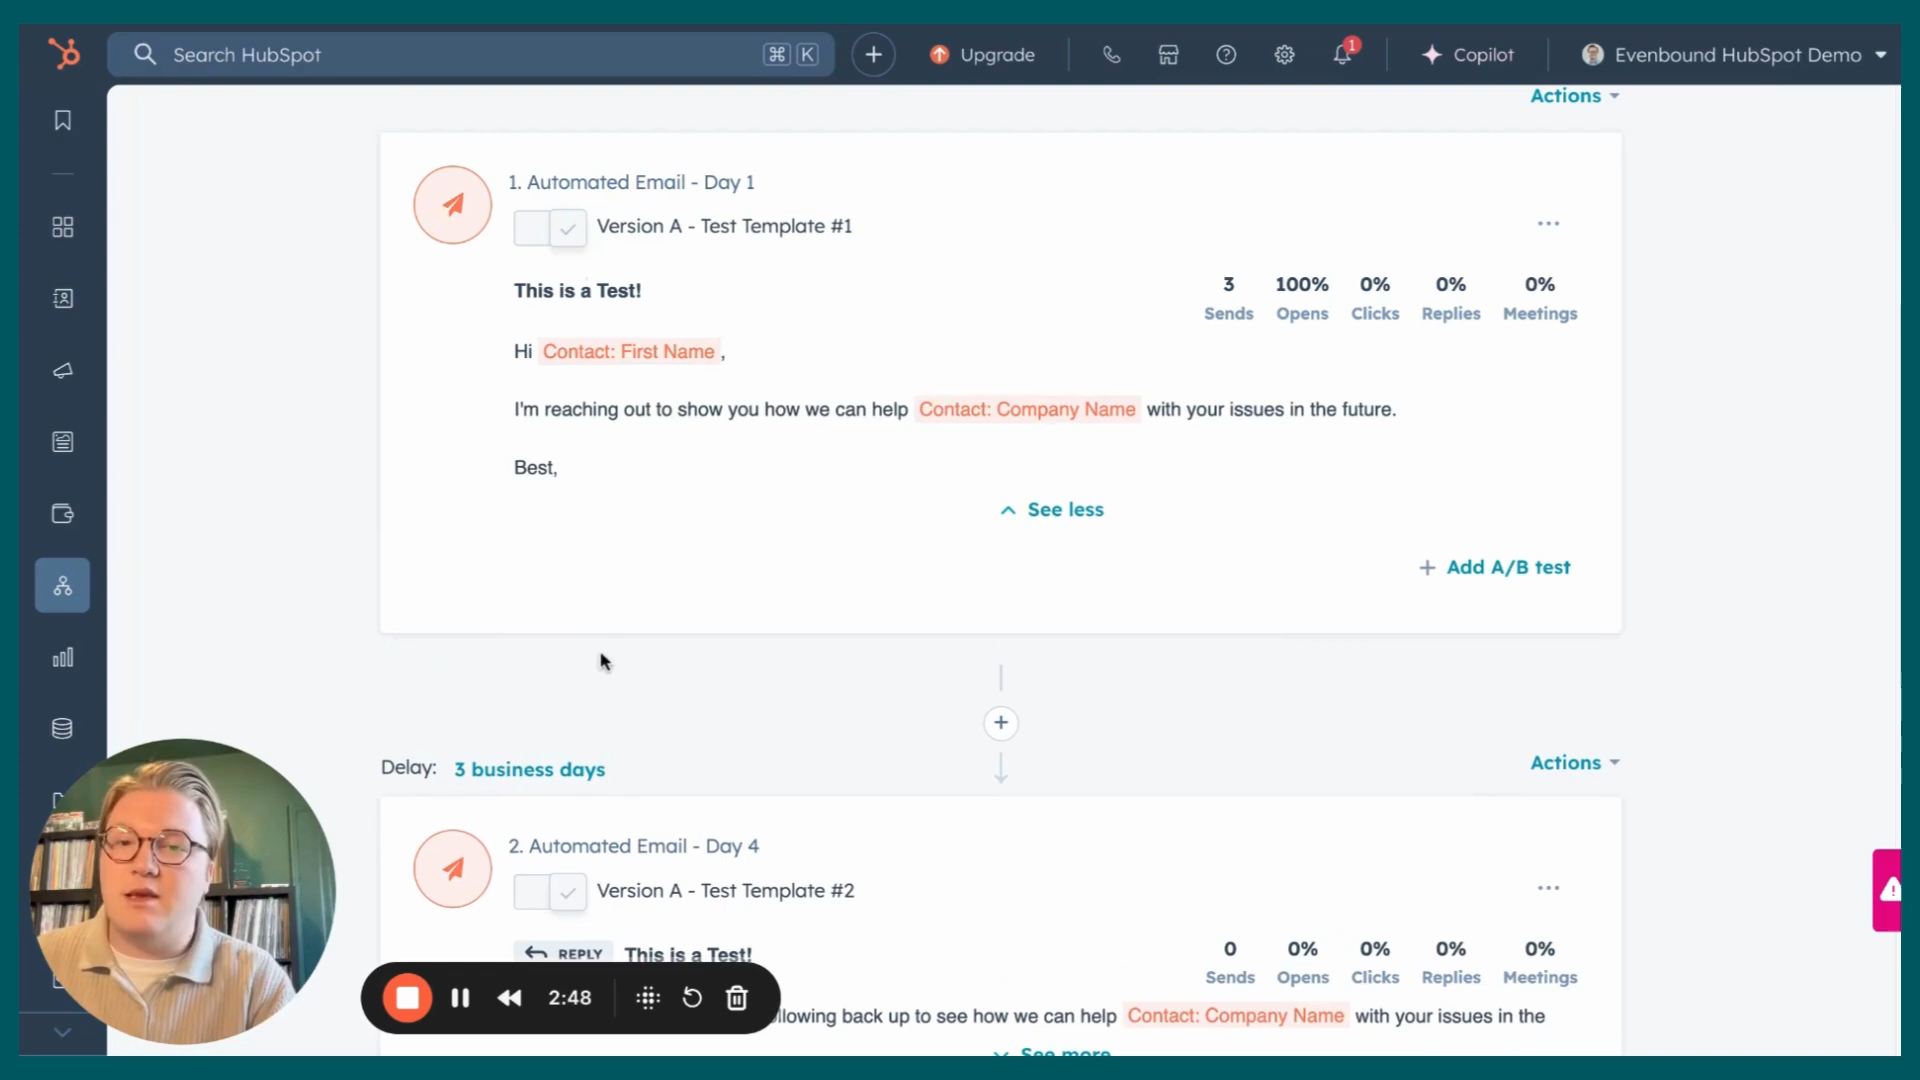 Search HubSpot
⌘ K
Upgrade
1
Copilot
Evenbound HubSpot Demo
Actions
1. Automated Email - Day 1
Version A - Test Template #1
This is a Test!
3 100% 0% 0% 0%
Sends Opens Clicks Replies Meetings
Hi Contact: First Name ,
I'm reaching out to show you how we can help Contact: Company Name with your issues in the future.
Best,
See less
+ Add A/B test
Delay: 3 business days
Actions
2. Automated Email - Day 4
Version A - Test Template #2
REPLY This is a Test!
0 0% 0% 0% 0%
Sends Opens Clicks Replies Meetings
2:48
llowing back up to see how we can help Contact: Company Name with your issues in the
See more